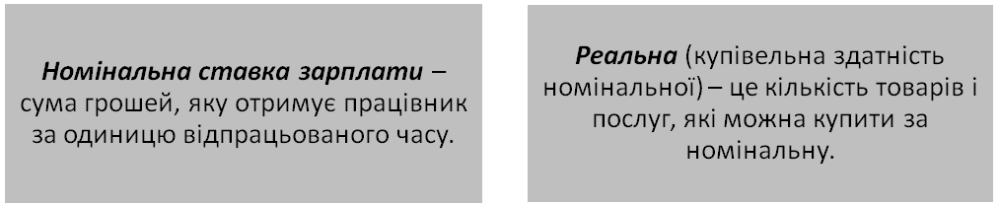 Номінальна ставка зарплати –
сума грошей, яку отримує працівник
за одиницю відпрацьованого часу.
Реальна (купівельна здатність
номінальної) – це кількість товарів і
послуг, які можна купити за
номінальну.